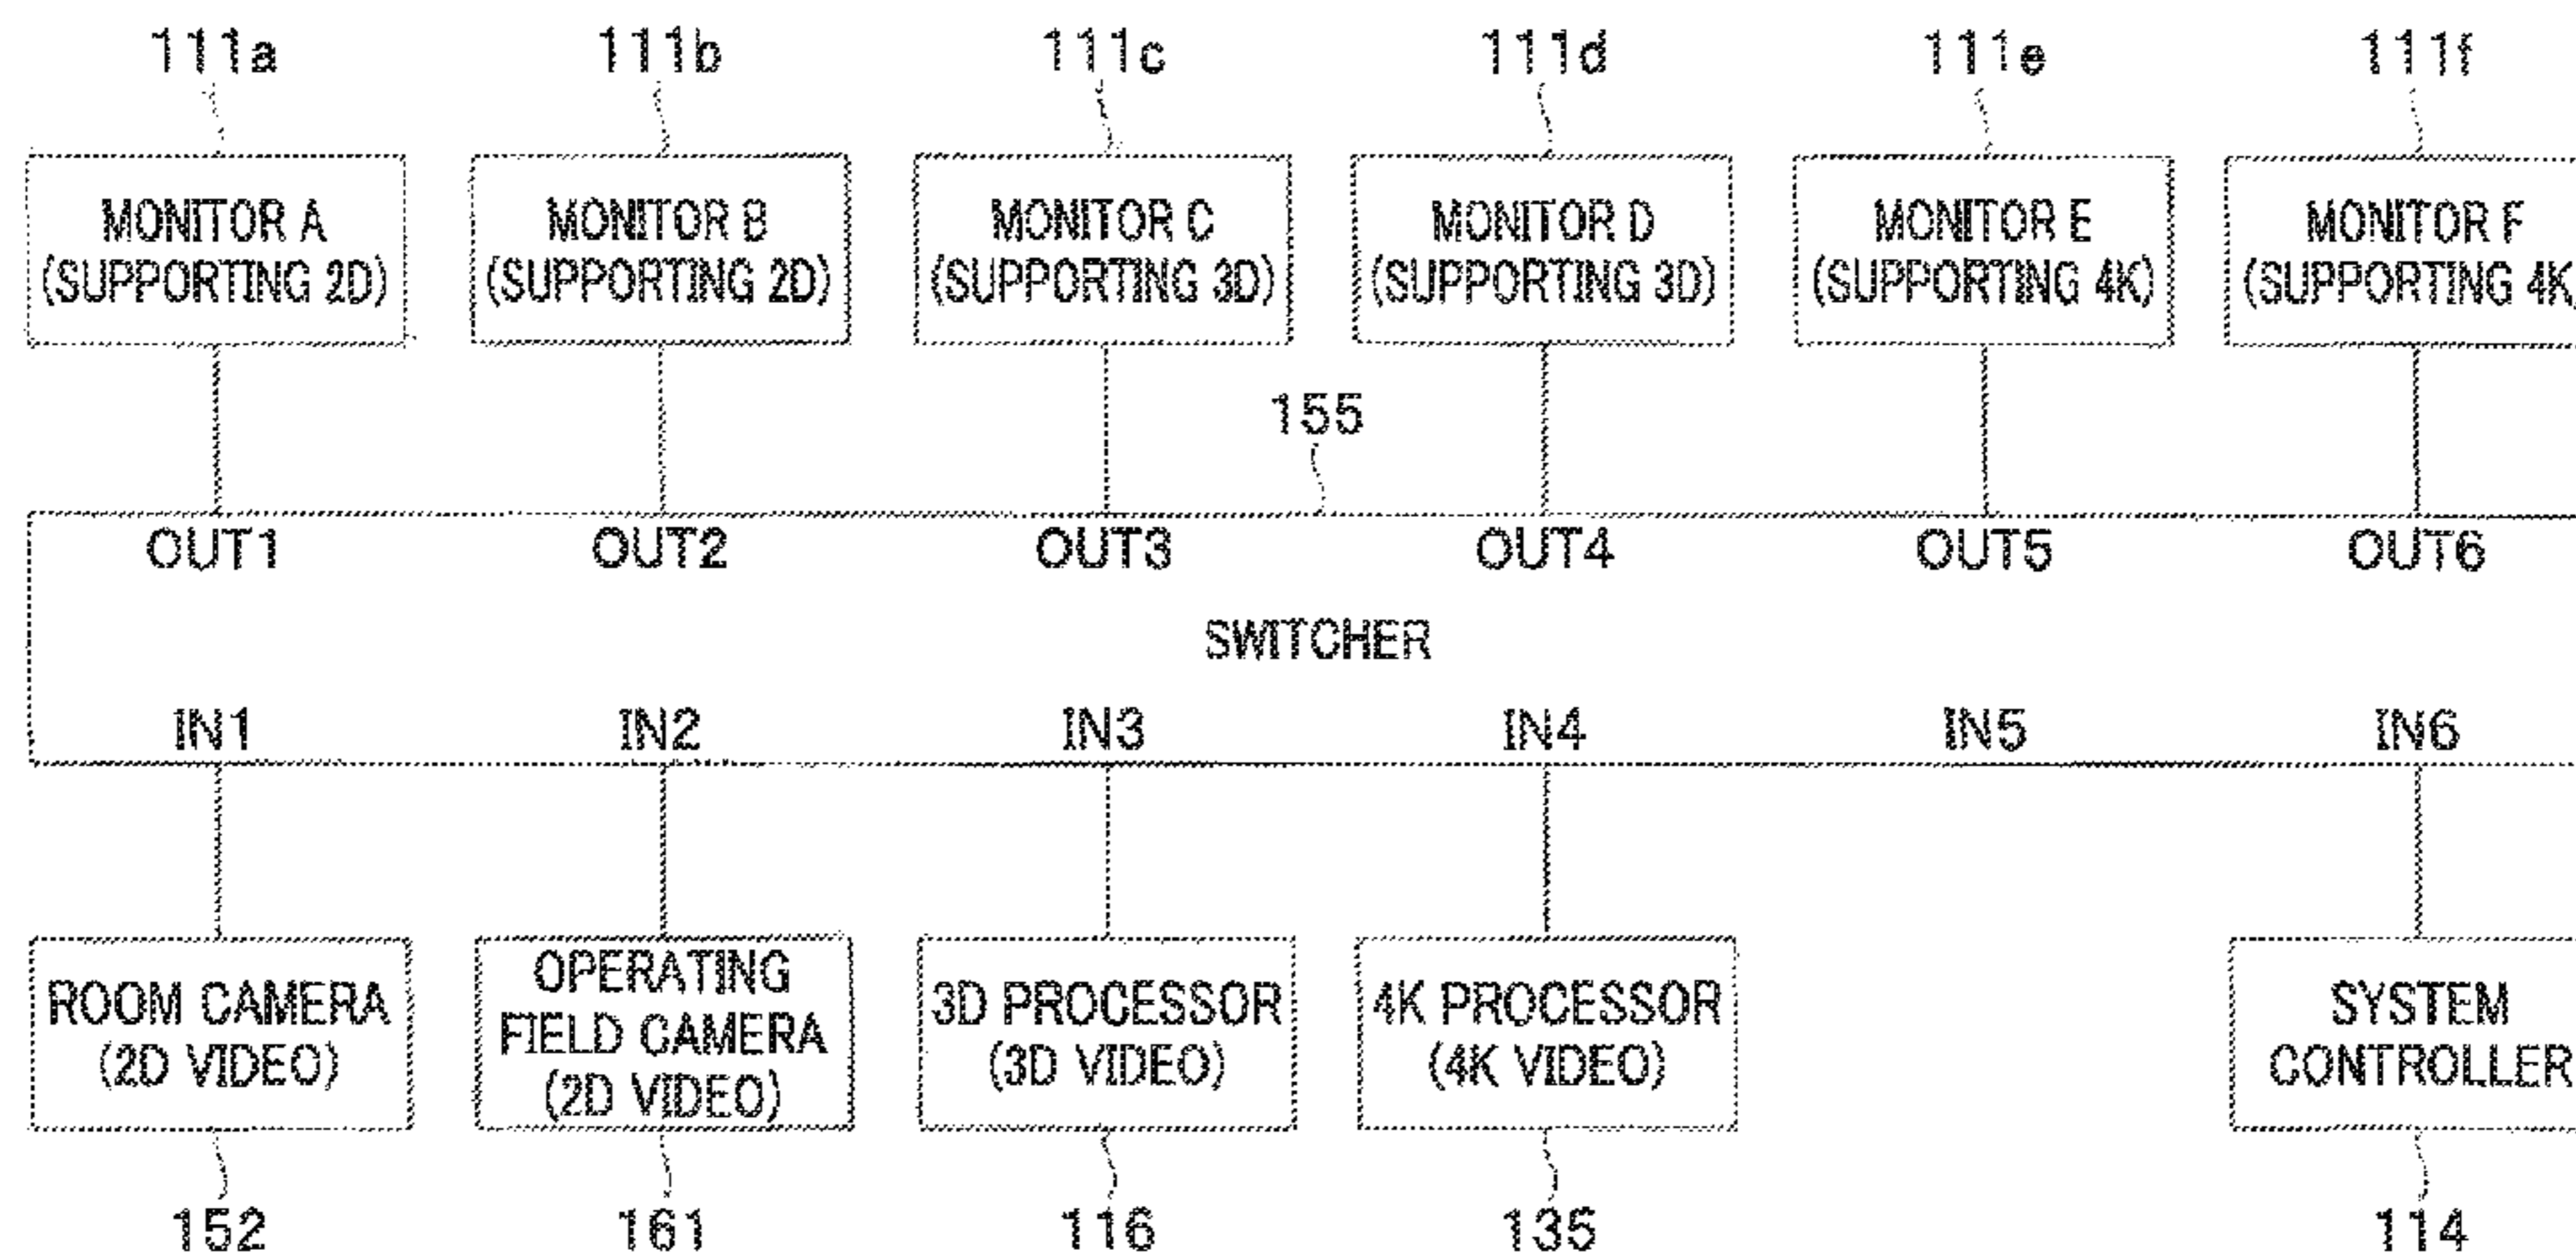 111a 111b 111c 111d 111e 111f
MONITOR A MONITOR B MONITOR C MONITOR D MONITOR E MONITOR F
(SUPPORTING 2D) (SUPPORTING 2D) (SUPPORTING 3D) (SUPPORTING 3D) (SUPPORTING 4K) (SUPPORTING 4K
155
OUT1 OUT2 OUT3 OUT4 OUT5 OUT6
SWITCHER
IN1 IN2 IN3 IN4 IN5 IN6
ROOM CAMERA
(2D VIDEO)
OPERATING
FIELD CAMERA
(2D VIDEO)
3D PROCESSOR
(3D VIDEO)
4K PROCESSOR
(4K VIDEO)
SYSTEM
CONTROLLER
152 161 116 135 114